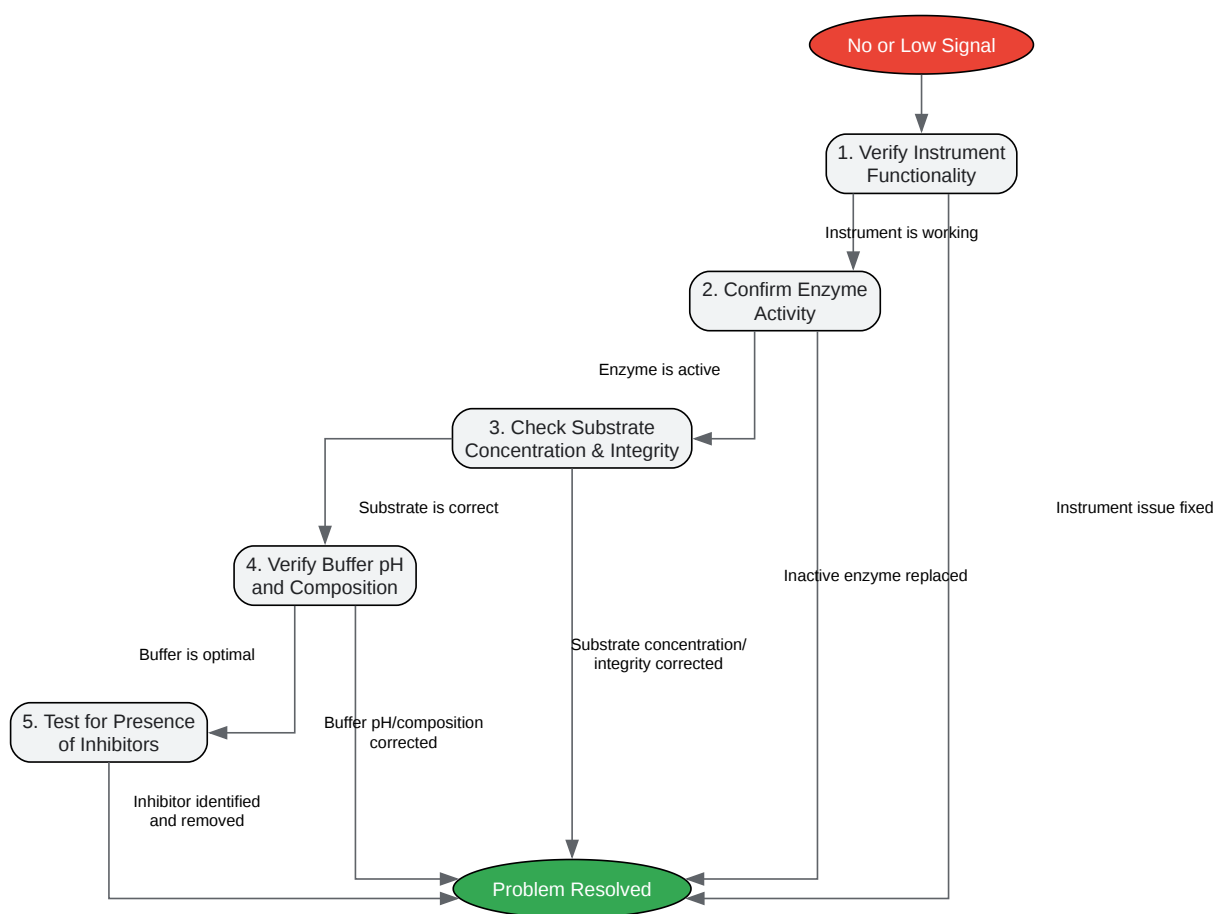 No or Low Signal
1. Verify Instrument
Functionality
Instrument is working
2. Confirm Enzyme
Activity
Enzyme is active
3. Check Substrate
Concentration & Integrity
Substrate is correct
Instrument issue fixed
4. Verify Buffer pH
and Composition
Inactive enzyme replaced
Buffer is optimal
Substrate concentration/
integrity corrected
5. Test for Presence
of Inhibitors
Buffer pH/composition
corrected
Inhibitor identified
and removed
Problem Resolved